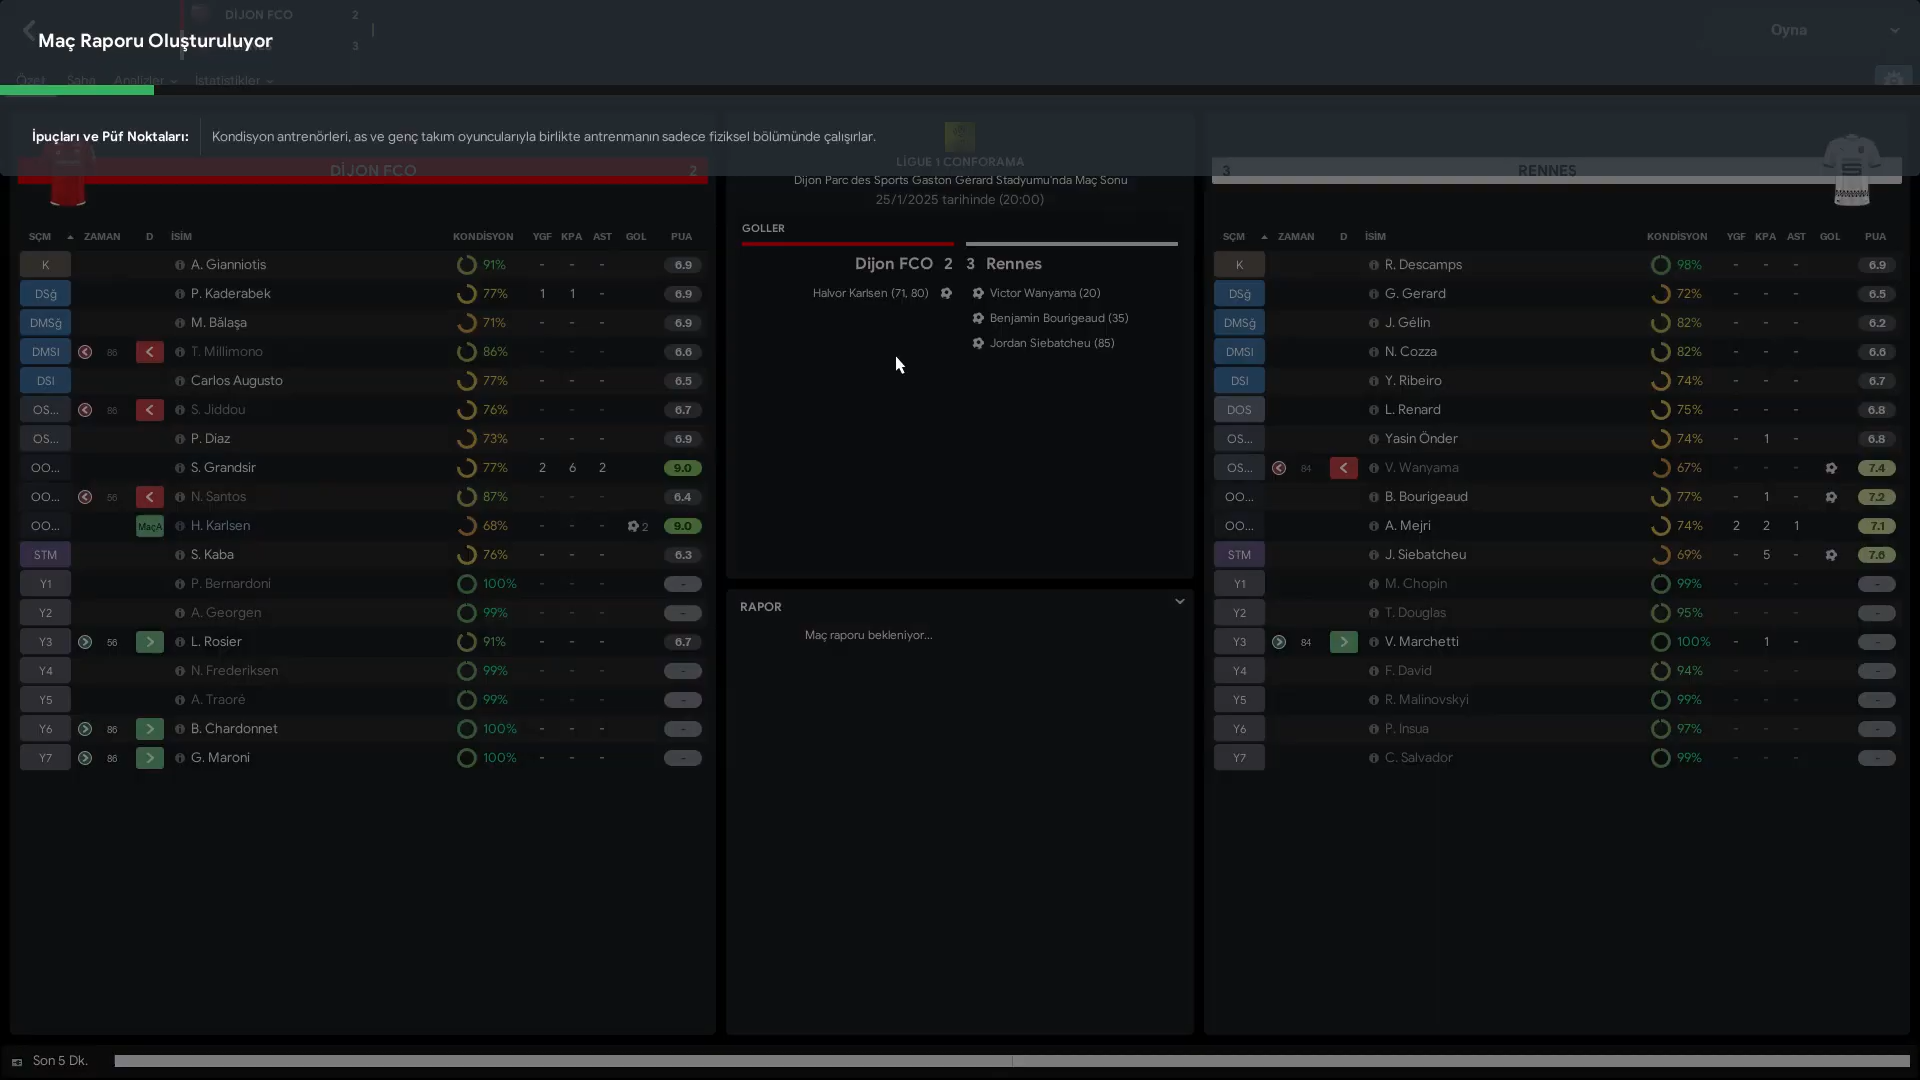 DİJON FCO 2
3
Maç Raporu Oluşturuluyor
Oyna
Özet Saha Analizler İstatistikler
İpuçları ve Püf Noktaları: Kondisyon antrenörleri, as ve genç takım oyuncularıyla birlikte antrenmanın sadece fiziksel bölümünde çalışırlar.
DİJON FCO 2
LİGUE 1 CONFORAMA
Dijon Parc des Sports Gaston Gérard Stadyumu'nda Maç Sonu
25/1/2025 tarihinde (20:00)
3 RENNES
SÇM ZAMAN D İSİM KONDİSYON YGF KPA AST GOL PUA
K A. Gianniotis 91% - - - 6.9
DSğ P. Kaderabek 77% 1 1 - 6.9
DMSğ M. Bălaşa 71% - - - 6.9
DMSl 86 T. Millimono 86% - - - 6.6
DSl Carlos Augusto 77% - - - 6.5
OS... 86 S. Jiddou 76% - - - 6.7
OS... P. Diaz 73% - - - 6.9
OO... S. Grandsir 77% 2 6 2 9.0
OO... 56 N. Santos 87% - - - 6.4
OO... MaçA H. Karlsen 68% - - - 2 9.0
STM S. Kaba 76% - - - 6.3
Y1 P. Bernardoni 100% - - - -
Y2 A. Georgen 99% - - - -
Y3 56 L. Rosier 91% - - - 6.7
Y4 N. Frederiksen 99% - - - -
Y5 A. Traoré 99% - - - -
Y6 86 B. Chardonnet 100% - - - -
Y7 86 G. Maroni 100% - - - -
GOLLER
Dijon FCO 2 3 Rennes
Halvor Karlsen (71, 80) Victor Wanyama (20)
Benjamin Bourigeaud (35)
Jordan Siebatcheu (85)
RAPOR
Maç raporu bekleniyor...
SÇM ZAMAN D İSİM KONDİSYON YGF KPA AST GOL PUA
K R. Descamps 98% - - - 6.9
DSğ G. Gerard 72% - - - 6.5
DMSğ J. Gélin 82% - - - 6.2
DMSl N. Cozza 82% - - - 6.6
DSl Y. Ribeiro 74% - - - 6.7
DOS L. Renard 75% - - - 6.8
OS... Yasin Önder 74% - 1 - 6.8
OS... 84 V. Wanyama 67% - - - 7.4
OO... B. Bourigeaud 77% - 1 - 7.2
OO... A. Mejri 74% 2 2 1 7.1
STM J. Siebatcheu 69% - 5 - 7.6
Y1 M. Chopin 99% - - - -
Y2 T. Douglas 95% - - - -
Y3 84 V. Marchetti 100% - 1 - -
Y4 F. David 94% - - - -
Y5 R. Malinovskyi 99% - - - -
Y6 P. Insua 97% - - - -
Y7 C. Salvador 99% - - - -
Son 5 Dk.